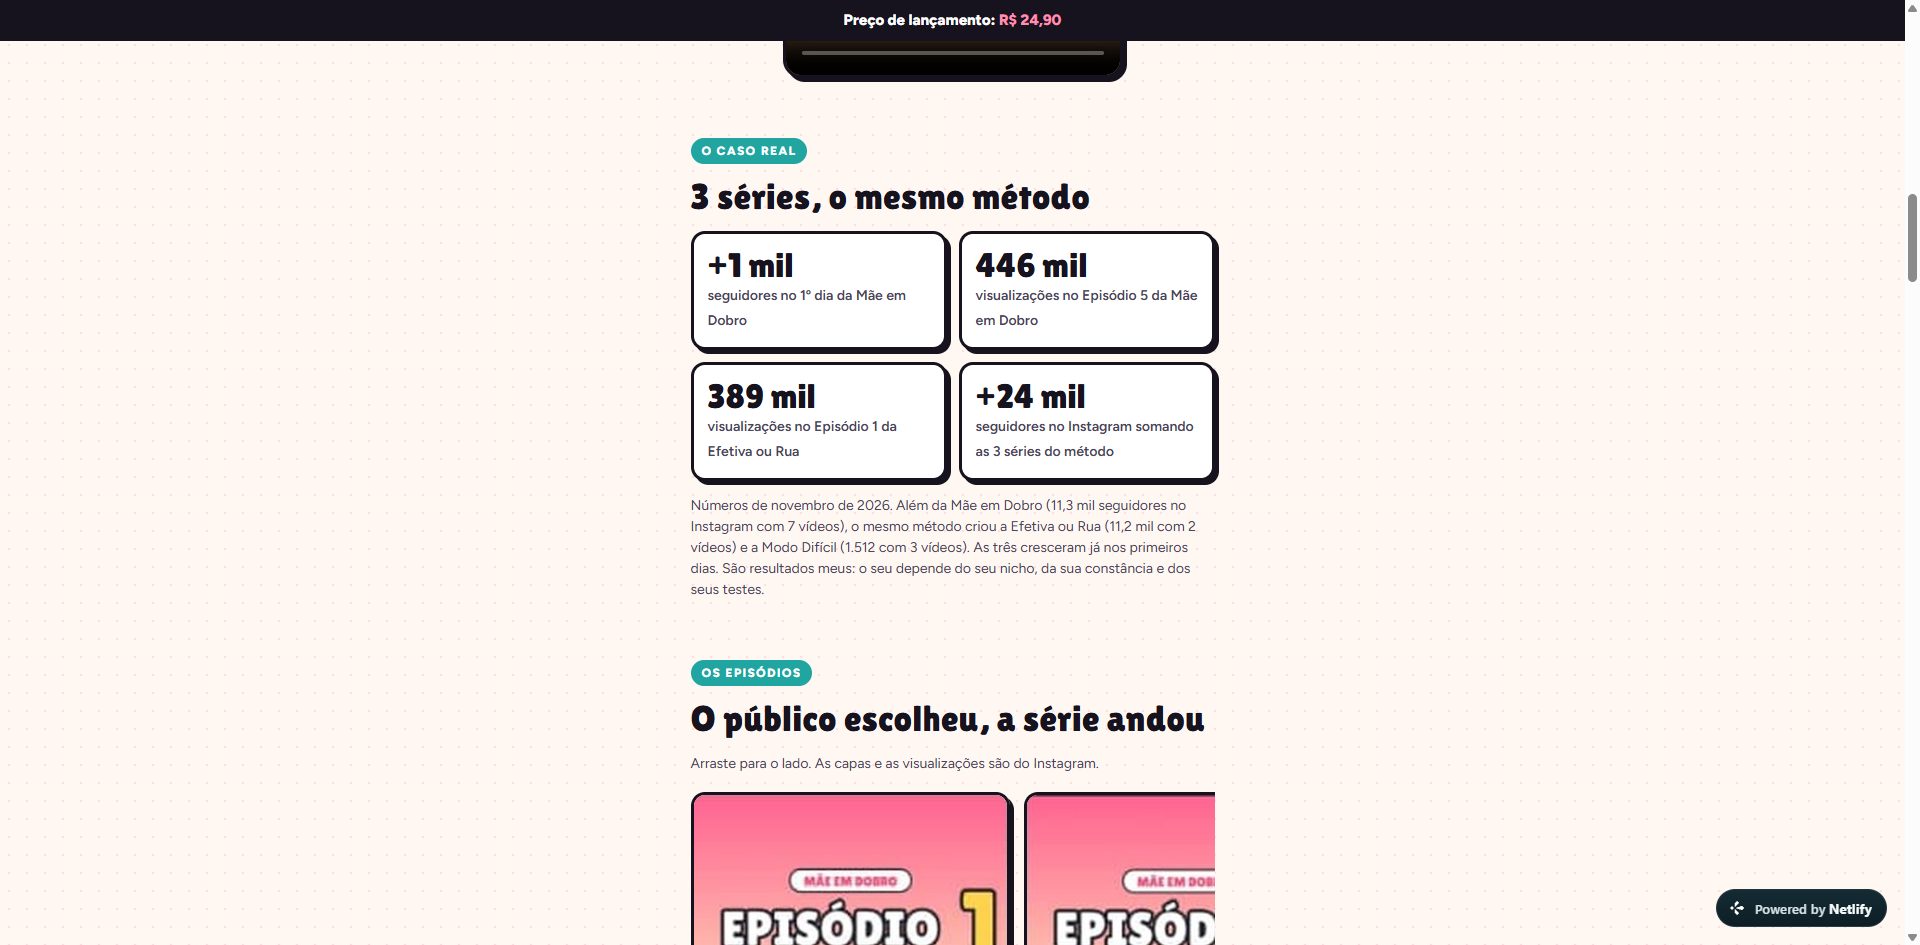 Preço de lançamento: R$ 24,90
O CASO REAL
3 séries, o mesmo método
+1 mil
seguidores no 1º dia da Mãe em
Dobro
446 mil
visualizações no Episódio 5 da Mãe
em Dobro
389 mil
visualizações no Episódio 1 da
Efetiva ou Rua
+24 mil
seguidores no Instagram somando
as 3 séries do método
Números de novembro de 2026. Além da Mãe em Dobro (11,3 mil seguidores no
Instagram com 7 vídeos), o mesmo método criou a Efetiva ou Rua (11,2 mil com 2
vídeos) e a Modo Difícil (1.512 com 3 vídeos). As três cresceram já nos primeiros
dias. São resultados meus: o seu depende do seu nicho, da sua constância e dos
seus testes.
OS EPISÓDIOS
O público escolheu, a série andou
Arraste para o lado. As capas e as visualizações são do Instagram.
MÃE EM DOBRO
EPISÓDIO 1
MÃE EM DOB
EPISÓD
Powered by Netlify